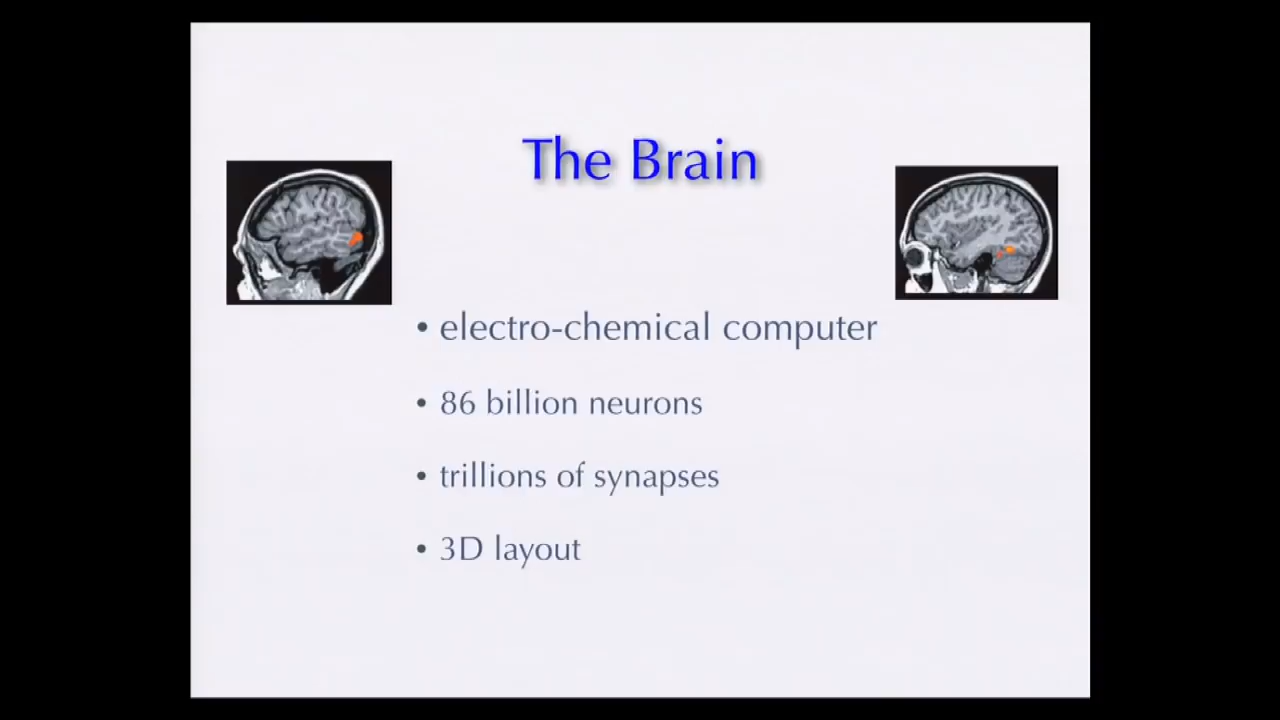 The Brain
• electro-chemical computer
• 86 billion neurons
• trillions of synapses
• 3D layout